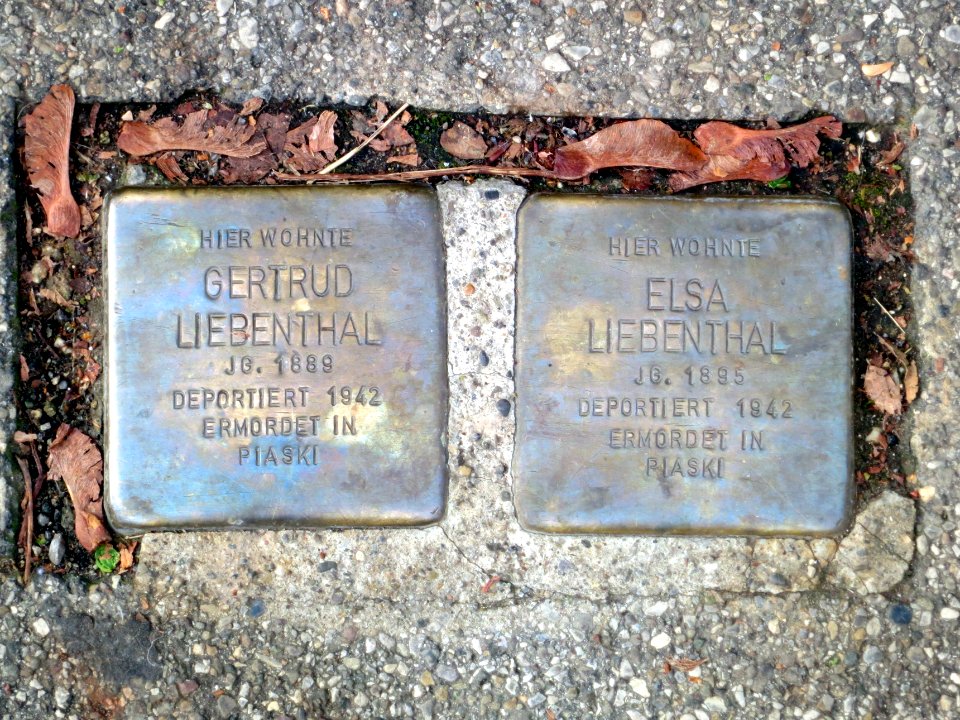 HIER WOHNTE
GERTRUD
LIEBENTHAL
JG. 1889
DEPORTIERT 1942
ERMORDET IN
PIASKI
HIER WOHNTE
ELSA
LIEBENTHAL
JG. 1895
DEPORTIERT 1942
ERMORDET IN
PIASKI